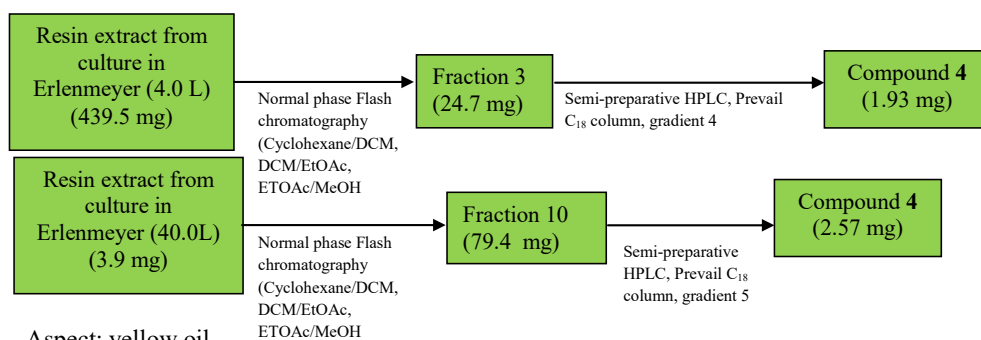 Resin extract from
culture in
Erlenmeyer (4.0 L)
(439.5 mg)
Normal phase Flash
chromatography
(Cyclohexane/DCM,
DCM/EtOAc,
ETOAc/MeOH
Fraction 3
(24.7 mg)
Semi-preparative HPLC, Prevail
C₁₈ column, gradient 4
Compound 4
(1.93 mg)
Resin extract from
culture in
Erlenmeyer (40.0L)
(3.9 mg)
Normal phase Flash
chromatography
(Cyclohexane/DCM,
DCM/EtOAc,
ETOAc/MeOH
Fraction 10
(79.4 mg)
Semi-preparative
HPLC, Prevail C₁₈
column, gradient 5
Compound 4
(2.57 mg)
Aspect: yellow oil